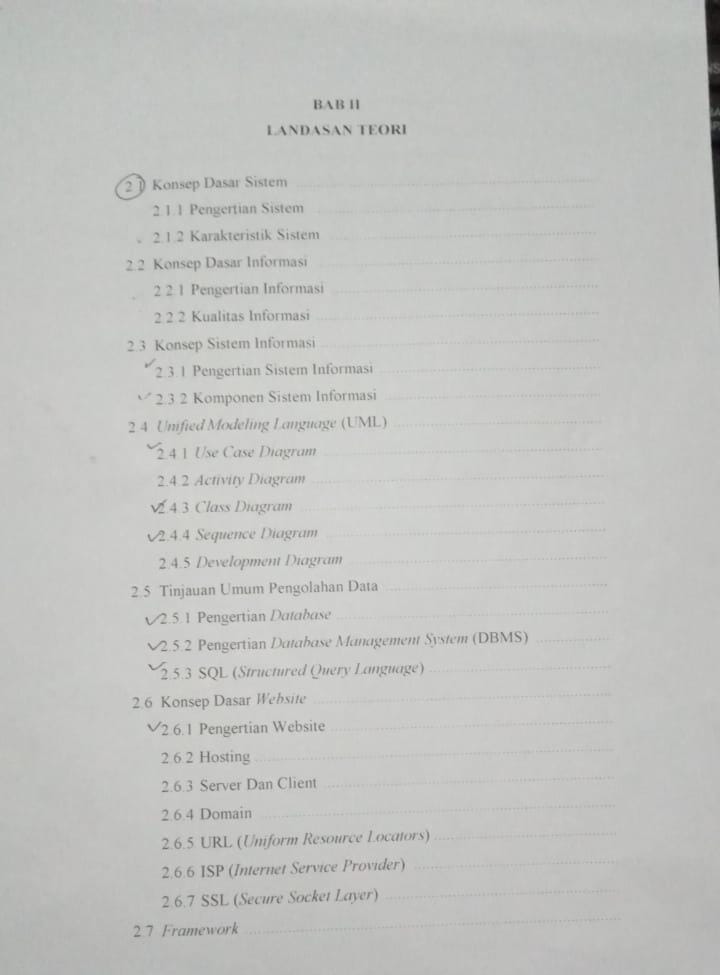 BAB II
LANDASAN TEORI
2.1 Konsep Dasar Sistem
2.1.1 Pengertian Sistem
2.1.2 Karakteristik Sistem
2.2 Konsep Dasar Informasi
2.2.1 Pengertian Informasi
2.2.2 Kualitas Informasi
2.3 Konsep Sistem Informasi
2.3.1 Pengertian Sistem Informasi
2.3.2 Komponen Sistem Informasi
2.4 Unified Modeling Language (UML)
2.4.1 Use Case Diagram
2.4.2 Activity Diagram
2.4.3 Class Diagram
2.4.4 Sequence Diagram
2.4.5 Development Diagram
2.5 Tinjauan Umum Pengolahan Data
2.5.1 Pengertian Database
2.5.2 Pengertian Database Management System (DBMS)
2.5.3 SQL (Structured Query Language)
2.6 Konsep Dasar Website
2.6.1 Pengertian Website
2.6.2 Hosting
2.6.3 Server Dan Client
2.6.4 Domain
2.6.5 URL (Uniform Resource Locators)
2.6.6 ISP (Internet Service Provider)
2.6.7 SSL (Secure Socket Layer)
2.7 Framework